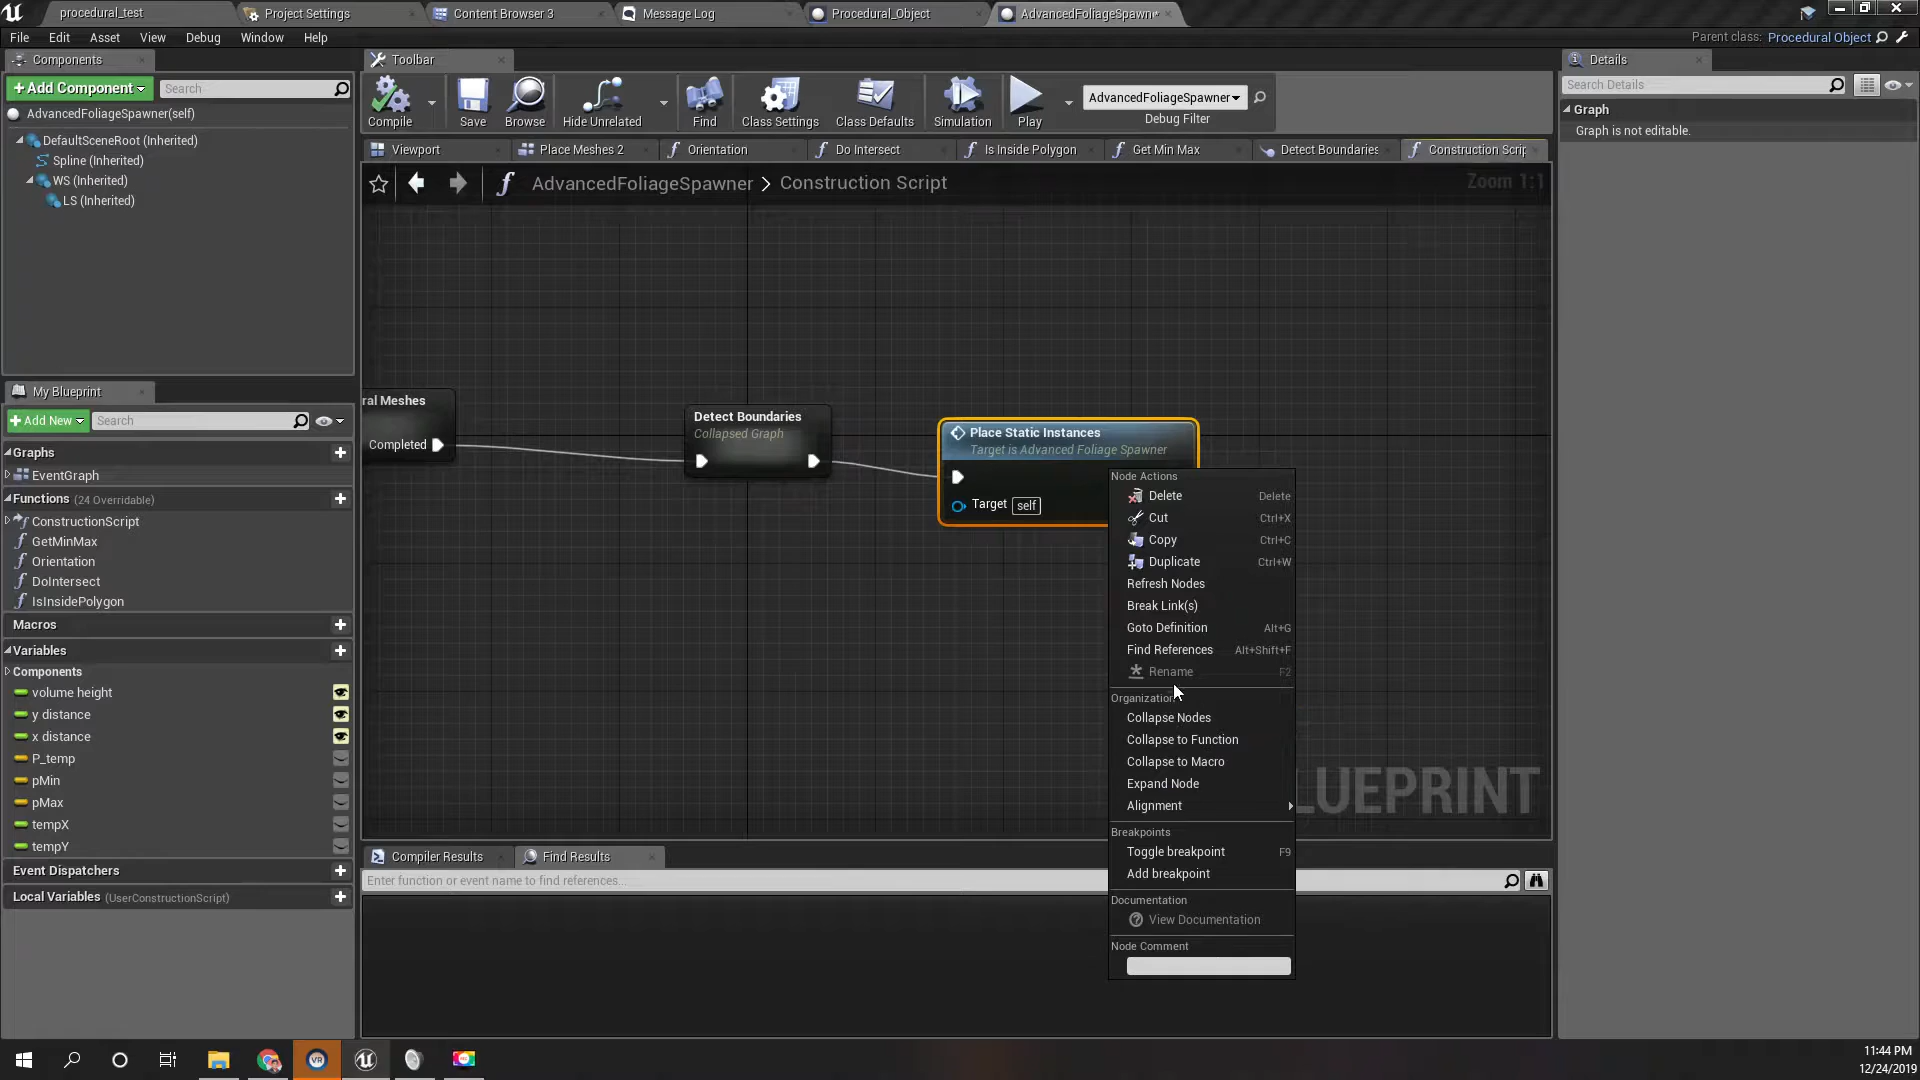 procedural_test
Project Settings
Content Browser 3
Message Log
Procedural_Object
AdvancedFoliageSpawn*
File Edit Asset View Debug Window Help
Parent class: Procedural Object
Components
Toolbar
Details
+Add Component
Search
Search Details
AdvancedFoliageSpawner(self)
Graph
Graph is not editable.
DefaultSceneRoot (Inherited)
Spline (Inherited)
WS (Inherited)
LS (Inherited)
Compile
Save
Browse
Hide Unrelated
Find
Class Settings
Class Defaults
Simulation
Play
AdvancedFoliageSpawner
Debug Filter
Viewport
Place Meshes 2
Orientation
Do Intersect
Is Inside Polygon
Get Min Max
Detect Boundaries
Construction Scrip
AdvancedFoliageSpawner > Construction Script
Zoom 1:1
My Blueprint
+Add New
Search
Graphs
EventGraph
Functions (24 Overridable)
ConstructionScript
GetMinMax
Orientation
DoIntersect
IsInsidePolygon
Macros
Variables
Components
volume height
y distance
x distance
P_temp
pMin
pMax
tempX
tempY
Event Dispatchers
Local Variables (UserConstructionScript)
ral Meshes
Completed
Detect Boundaries
Collapsed Graph
Place Static Instances
Target is Advanced Foliage Spawner
Target self
Node Actions
Delete Delete
Cut Ctrl+X
Copy Ctrl+C
Duplicate Ctrl+W
Refresh Nodes
Break Link(s)
Goto Definition Alt+G
Find References Alt+Shift+F
Rename F2
Organization
Collapse Nodes
Collapse to Function
Collapse to Macro
Expand Node
Alignment
Breakpoints
Toggle breakpoint F9
Add breakpoint
Documentation
View Documentation
Node Comment
LUEPRINT
Compiler Results
Find Results
Enter function or event name to find references...
11:44 PM
12/24/2019